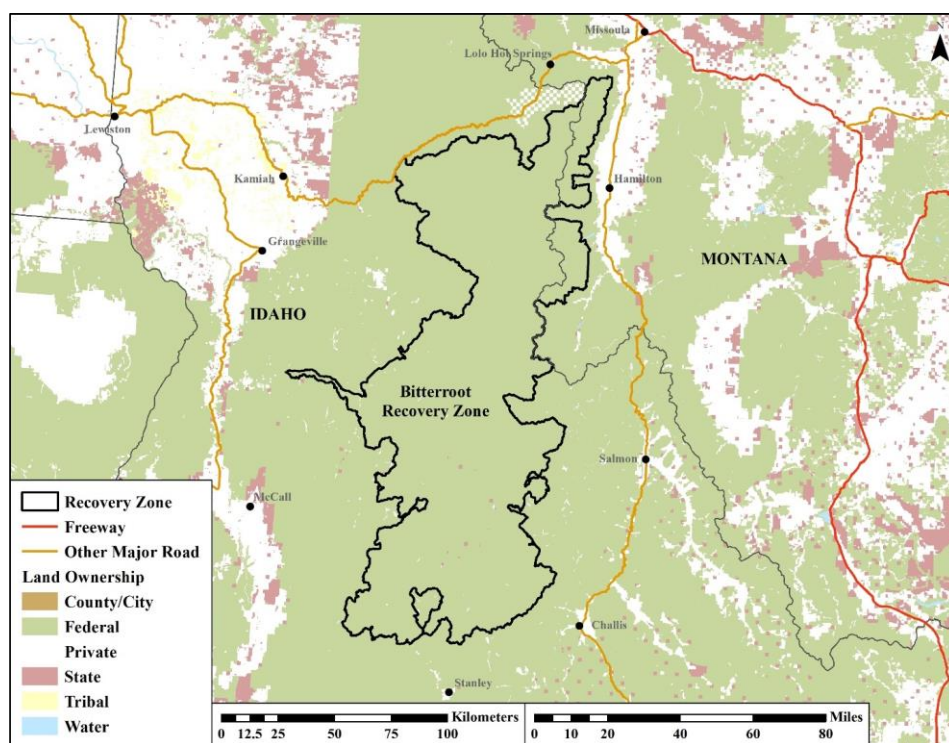 Missoula
Lolo Hot Springs
Lewiston
Kamiah
Hamilton
Grangeville
MONTANA
IDAHO
Bitterroot
Recovery Zone
Salmon
McCall
Recovery Zone
Freeway
Other Major Road
Land Ownership
County/City
Federal
Private
State
Tribal
Water
Challis
Stanley
Kilometers
0 12.5 25 50 75 100
Miles
0 10 20 40 60 80